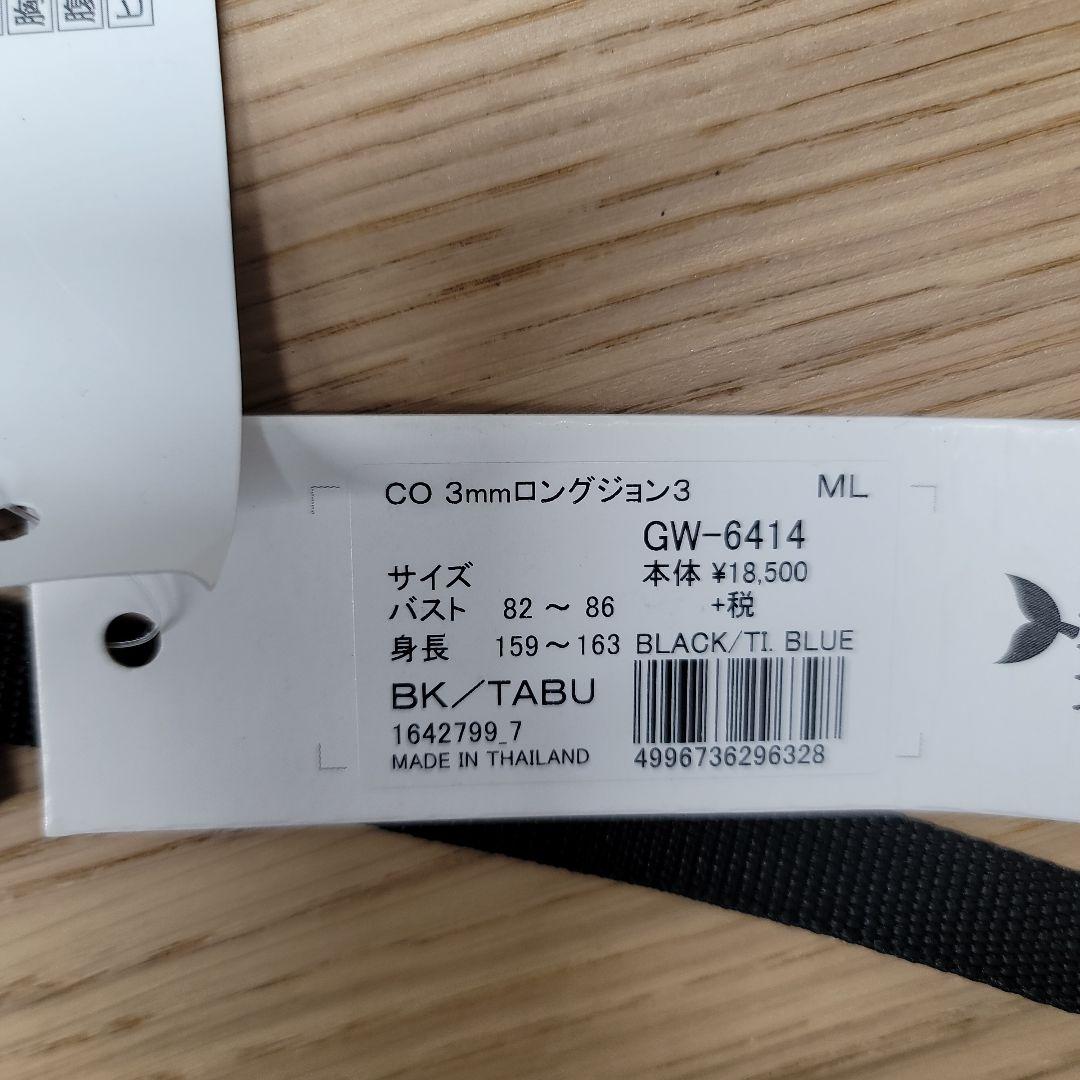 胸
腹
CO 3mmロングジョン3 ML
GW-6414
サイズ 本体 ¥18,500
バスト 82 ～ 86 +税
身長 159～163 BLACK/TI. BLUE
BK／TABU
1642799_7
MADE IN THAILAND 4996736296328